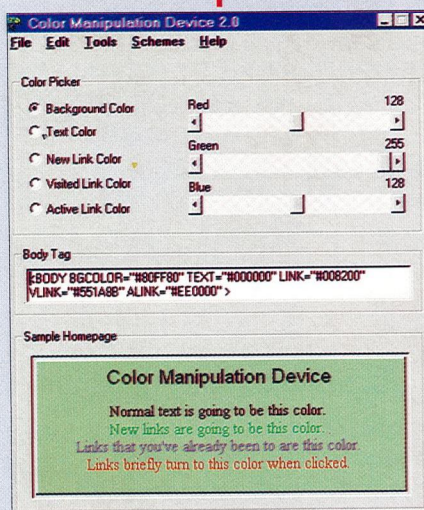 Color Manipulation Device 2.0
File Edit Tools Schemes Help
Color Picker
Background Color
Text Color
New Link Color
Visited Link Color
Active Link Color
Red 128
Green 255
Blue 128
Body Tag
<BODY BGCOLOR="#80FF80" TEXT="#000000" LINK="#008200"
VLINK="#551A8B" ALINK="#EE0000" >
Sample Homepage
Color Manipulation Device
Normal text is going to be this color.
New links are going to be this color.
Links that you've already been to are this color.
Links briefly turn to this color when clicked.